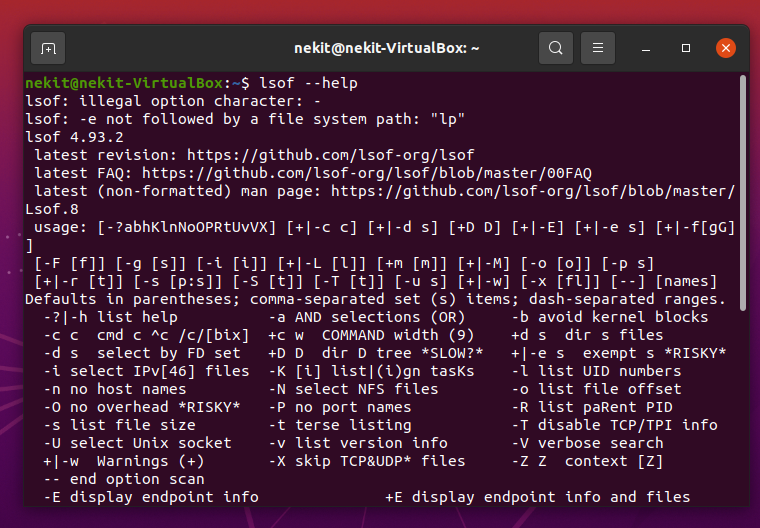 nekit@nekit-VirtualBox: ~
nekit@nekit-VirtualBox:~$ lsof --help
lsof: illegal option character: -
lsof: -e not followed by a file system path: "lp"
lsof 4.93.2
 latest revision: https://github.com/lsof-org/lsof
 latest FAQ: https://github.com/lsof-org/lsof/blob/master/00FAQ
 latest (non-formatted) man page: https://github.com/lsof-org/lsof/blob/master/
Lsof.8
 usage: [-?abhKlnNoOPRtUvVX] [+|-c c] [+|-d s] [+D D] [+|-E] [+|-e s] [+|-f[gG]
]
 [-F [f]] [-g [s]] [-i [i]] [+|-L [l]] [+m [m]] [+|-M] [-o [o]] [-p s]
 [+|-r [t]] [-s [p:s]] [-S [t]] [-T [t]] [-u s] [+|-w] [-x [fl]] [--] [names]
Defaults in parentheses; comma-separated set (s) items; dash-separated ranges.
  -?|-h list help          -a AND selections (OR)     -b avoid kernel blocks
  -c c  cmd c ^c /c/[bix]  +c w  COMMAND width (9)    +d s  dir s files
  -d s  select by FD set   +D D  dir D tree *SLOW?*   +|-e s  exempt s *RISKY*
  -i select IPv[46] files  -K [i] list|(i)gn tasKs    -l list UID numbers
  -n no host names         -N select NFS files        -o list file offset
  -O no overhead *RISKY*   -P no port names           -R list paRent PID
  -s list file size        -t terse listing           -T disable TCP/TPI info
  -U select Unix socket    -v list version info       -V verbose search
  +|-w  Warnings (+)       -X skip TCP&UDP* files     -Z Z  context [Z]
  -- end option scan
  -E display endpoint info              +E display endpoint info and files